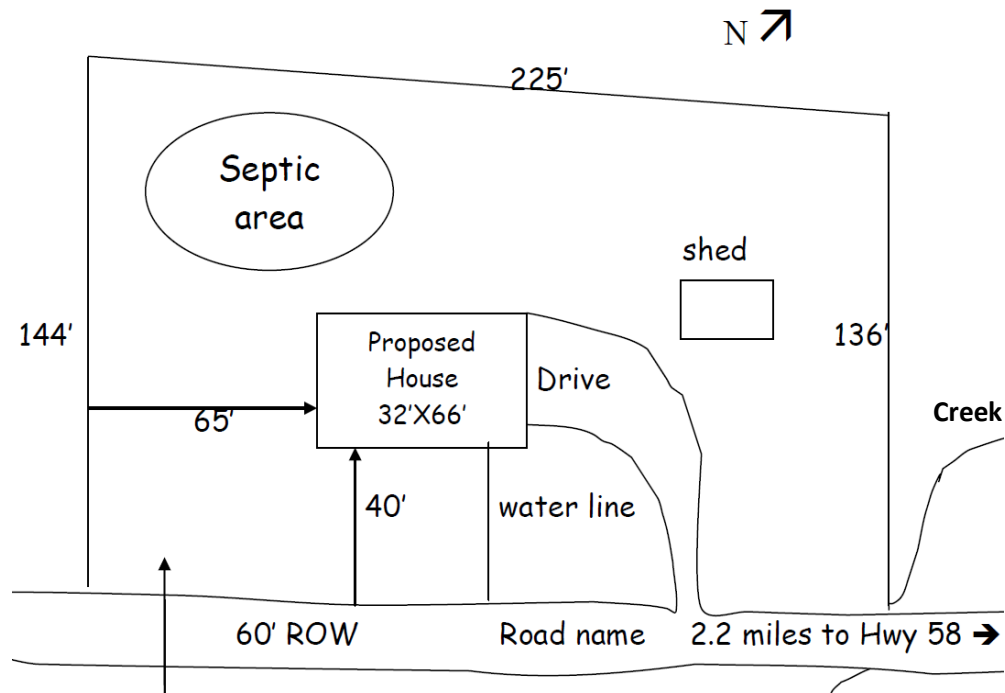 N
225'
Septic
area
shed
144'
Proposed
House
32'X66'
Drive
136'
65'
Creek
40'
water line
60' ROW
Road name
2.2 miles to Hwy 58 ➔